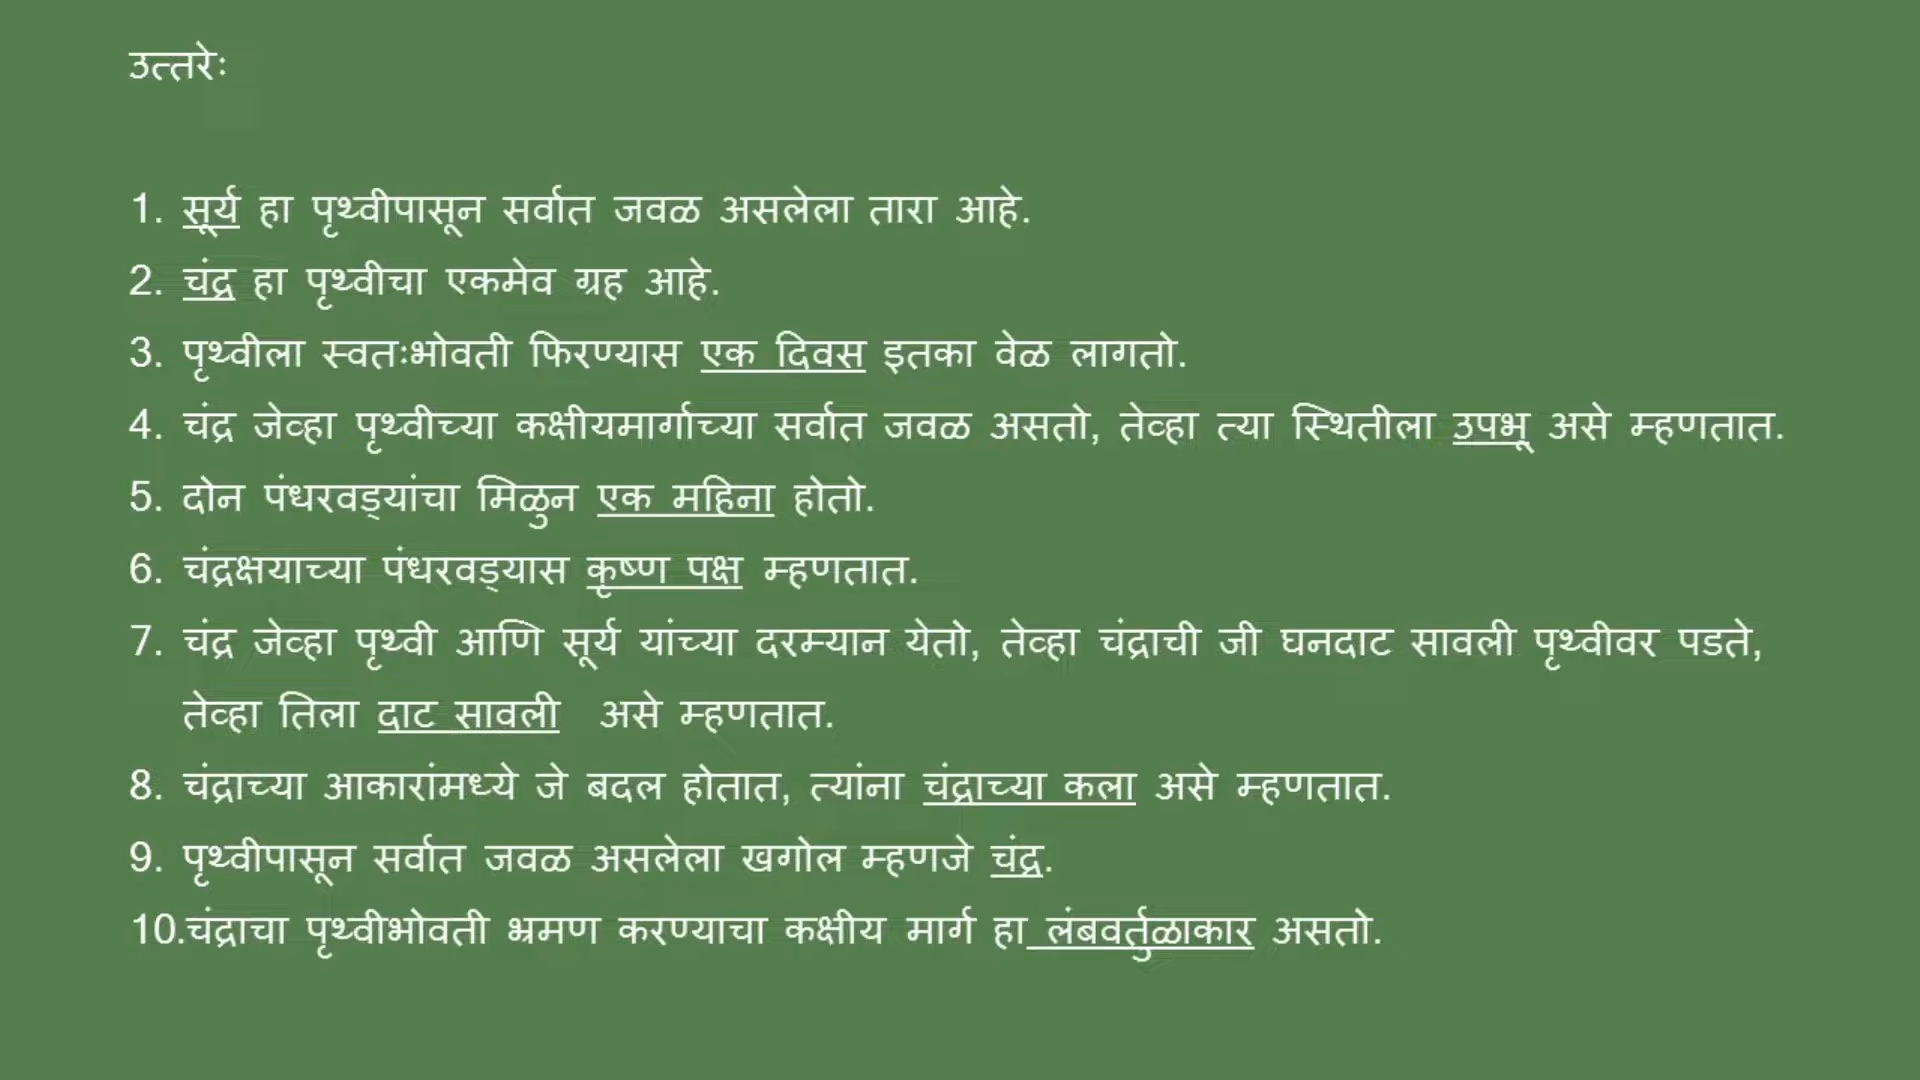 उत्तरेः
1. सूर्य हा पृथ्वीपासून सर्वात जवळ असलेला तारा आहे.
2. चंद्र हा पृथ्वीचा एकमेव ग्रह आहे.
3. पृथ्वीला स्वतःभोवती फिरण्यास एक दिवस इतका वेळ लागतो.
4. चंद्र जेव्हा पृथ्वीच्या कक्षीयमार्गाच्या सर्वात जवळ असतो, तेव्हा त्या स्थितीला उपभू असे म्हणतात.
5. दोन पंधरवड्यांचा मिळुन एक महिना होतो.
6. चंद्रक्षयाच्या पंधरवड्यास कृष्ण पक्ष म्हणतात.
7. चंद्र जेव्हा पृथ्वी आणि सूर्य यांच्या दरम्यान येतो, तेव्हा चंद्राची जी घनदाट सावली पृथ्वीवर पडते,
तेव्हा तिला दाट सावली असे म्हणतात.
8. चंद्राच्या आकारांमध्ये जे बदल होतात, त्यांना चंद्राच्या कला असे म्हणतात.
9. पृथ्वीपासून सर्वात जवळ असलेला खगोल म्हणजे चंद्र.
10.चंद्राचा पृथ्वीभोवती भ्रमण करण्याचा कक्षीय मार्ग हा लंबवर्तुळाकार असतो.